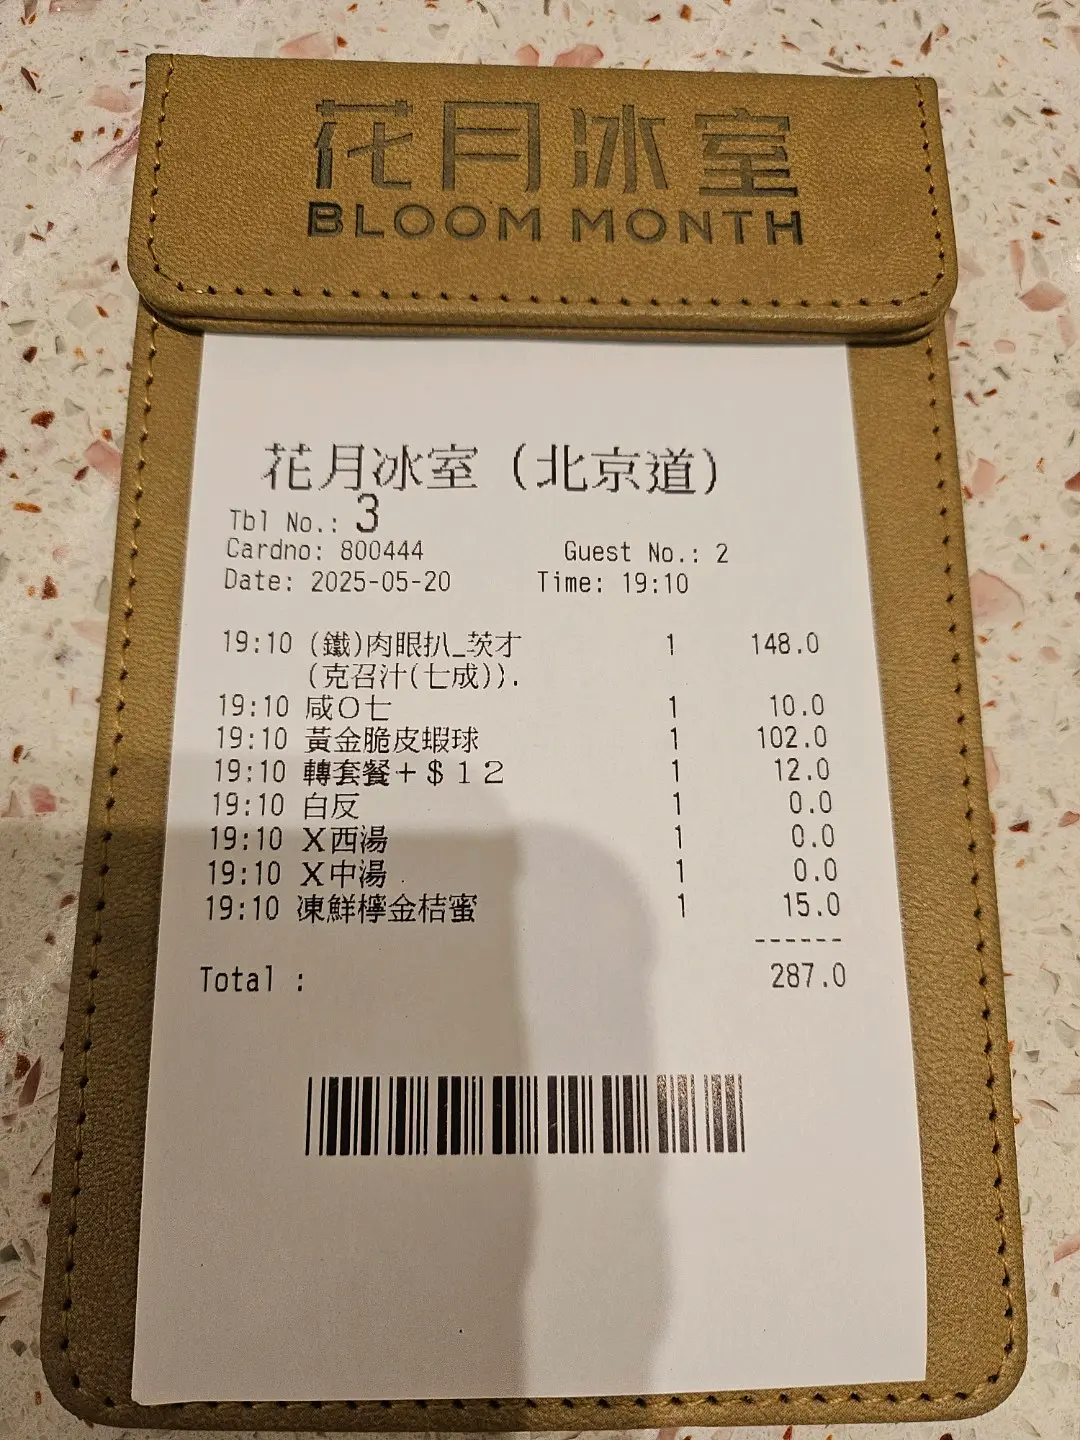 花月冰室
BLOOM MONTH
花月冰室 (北京道)
Tbl No.: 3
Cardno: 800444 Guest No.: 2
Date: 2025-05-20 Time: 19:10
19:10 (鐵)肉眼扒_茨才 1 148.0
(克召汁(七成)).
19:10 咸O七 1 10.0
19:10 黃金脆皮蝦球 1 102.0
19:10 轉套餐+$12 1 12.0
19:10 白反 1 0.0
19:10 X西湯 1 0.0
19:10 X中湯 1 0.0
19:10 凍鮮檸金桔蜜 1 15.0
------
Total : 287.0